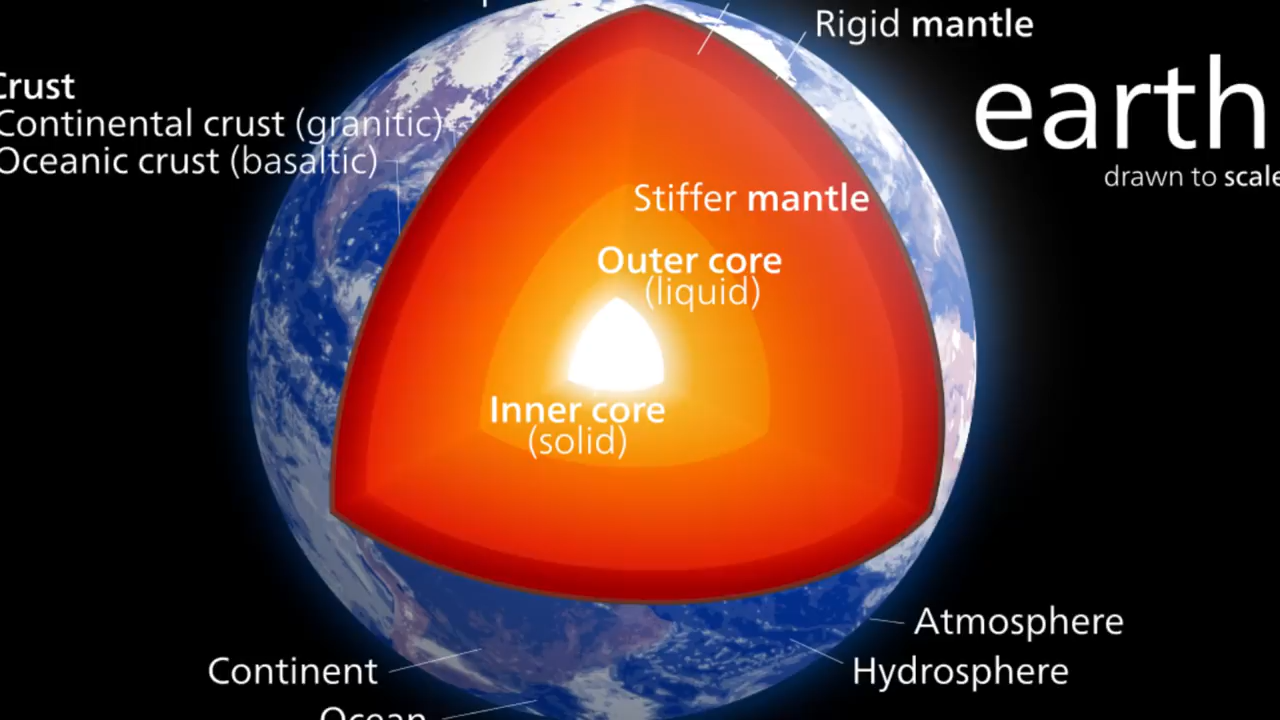 Rigid mantle
earth
drawn to scale
Crust
Continental crust (granitic)
Oceanic crust (basaltic)
Stiffer mantle
Outer core
(liquid)
Inner core
(solid)
Atmosphere
Continent
Hydrosphere
Ocean